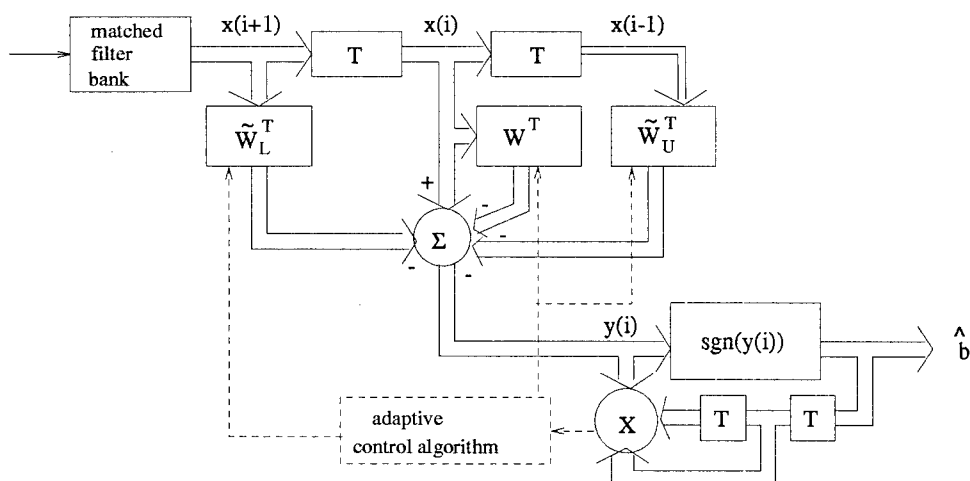 x(i+1) x(i) x(i-1)
matched
filter
bank
T T
W̃_L^T W^T W̃_U^T
+ - -
Σ
- - 
y(i)
sgn(y(i))
b̂
adaptive
control algorithm
X
T T